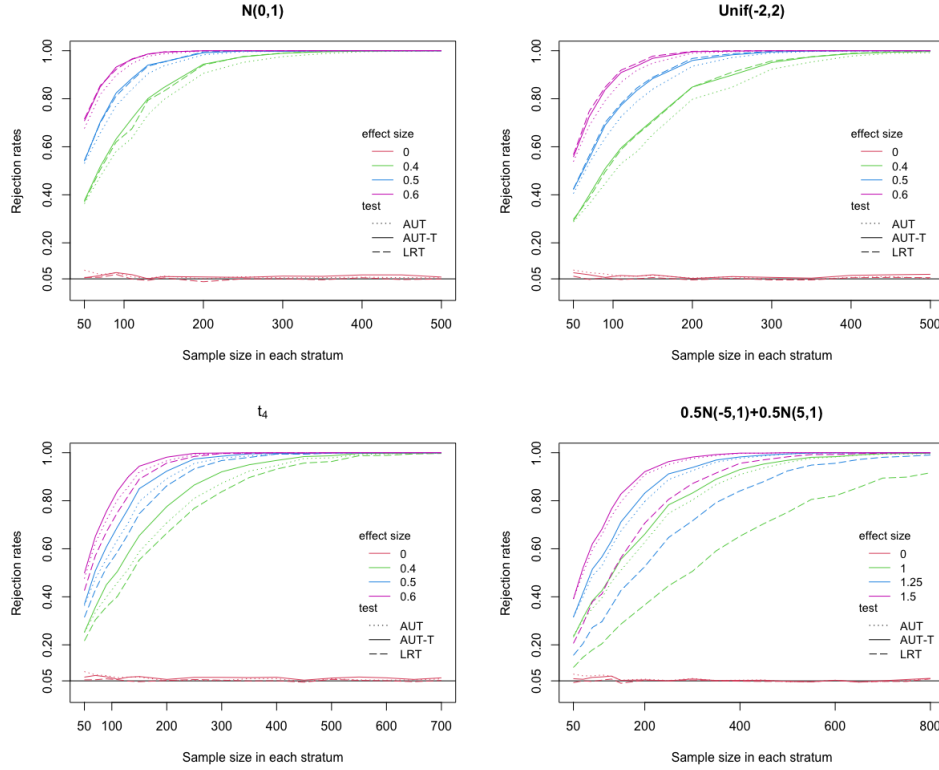 N(0,1)
Rejection rates
1.00
0.80
0.60
0.40
0.20
0.05
effect size
0
0.4
0.5
0.6
test
AUT
AUT-T
LRT
50 100 200 300 400 500
Sample size in each stratum
Unif(-2,2)
Rejection rates
1.00
0.80
0.60
0.40
0.20
0.05
effect size
0
0.4
0.5
0.6
test
AUT
AUT-T
LRT
50 100 200 300 400 500
Sample size in each stratum
t4
Rejection rates
1.00
0.80
0.60
0.40
0.20
0.05
effect size
0
0.4
0.5
0.6
test
AUT
AUT-T
LRT
50 100 200 300 400 500 600 700
Sample size in each stratum
0.5N(-5,1)+0.5N(5,1)
Rejection rates
1.00
0.80
0.60
0.40
0.20
0.05
effect size
0
1
1.25
1.5
test
AUT
AUT-T
LRT
50 200 400 600 800
Sample size in each stratum